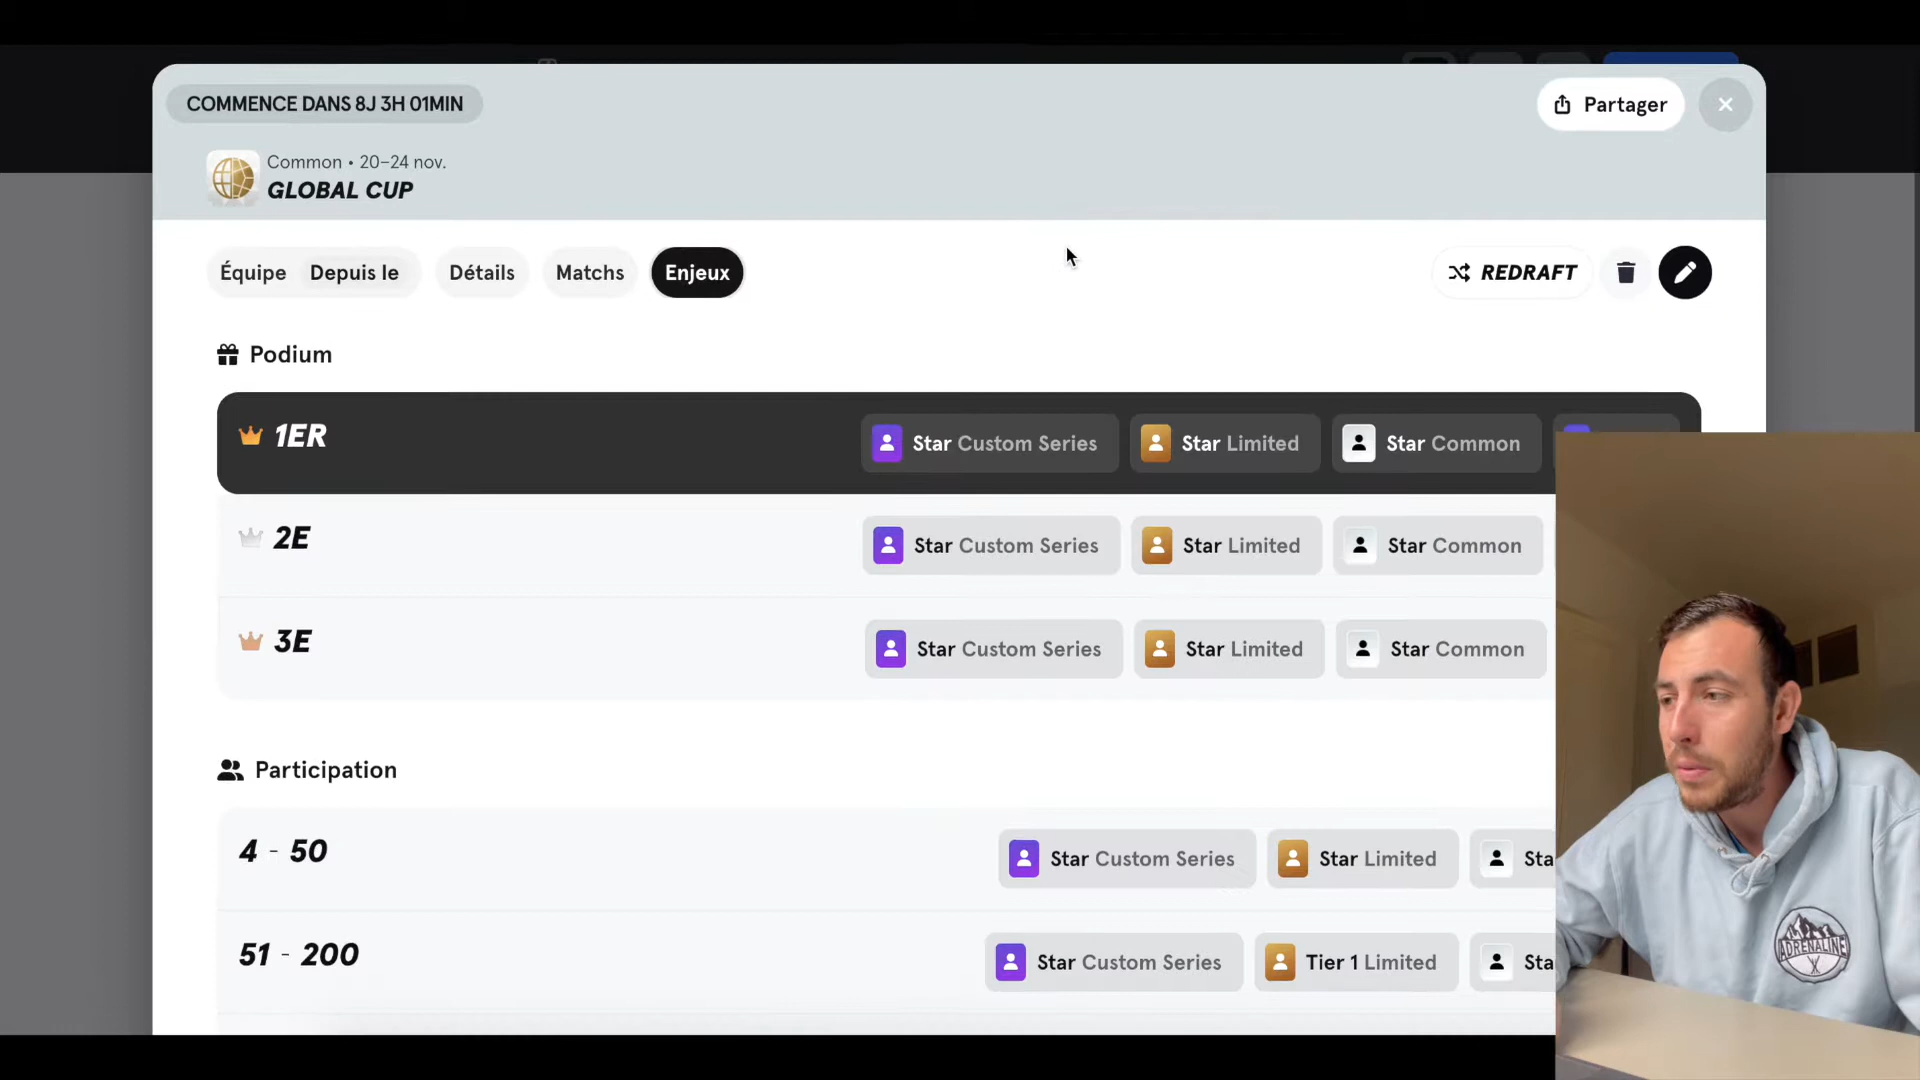 COMMENCE DANS 8J 3H 01MIN
Partager
Common • 20–24 nov.
GLOBAL CUP
Équipe Depuis le Détails Matchs Enjeux
REDRAFT
Podium
1ER Star Custom Series Star Limited Star Common
2E Star Custom Series Star Limited Star Common
3E Star Custom Series Star Limited Star Common
Participation
4 - 50 Star Custom Series Star Limited Sta
51 - 200 Star Custom Series Tier 1 Limited Sta
ADRENALINE